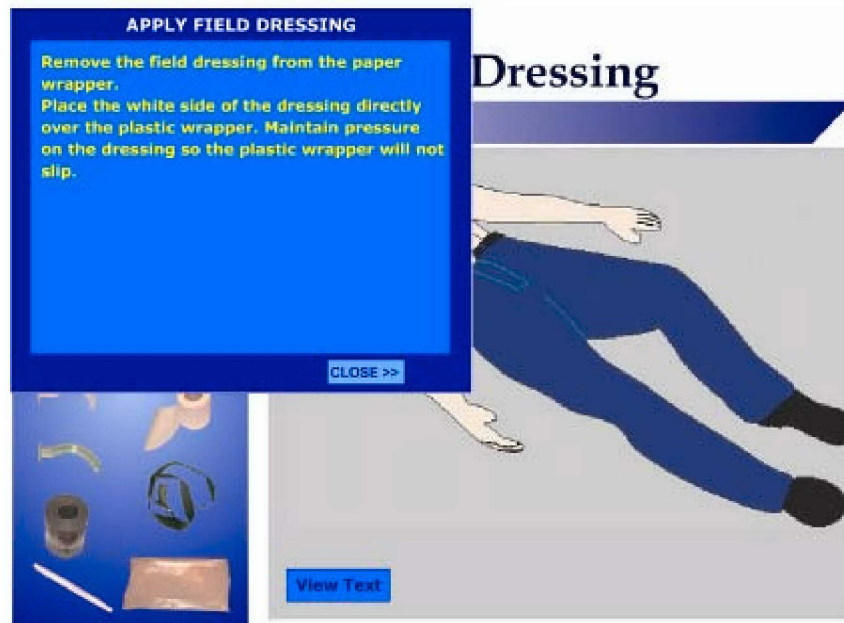 APPLY FIELD DRESSING
Remove the field dressing from the paper
wrapper.
Place the white side of the dressing directly
over the plastic wrapper. Maintain pressure
on the dressing so the plastic wrapper will not
slip.
CLOSE >>
Dressing
View Text